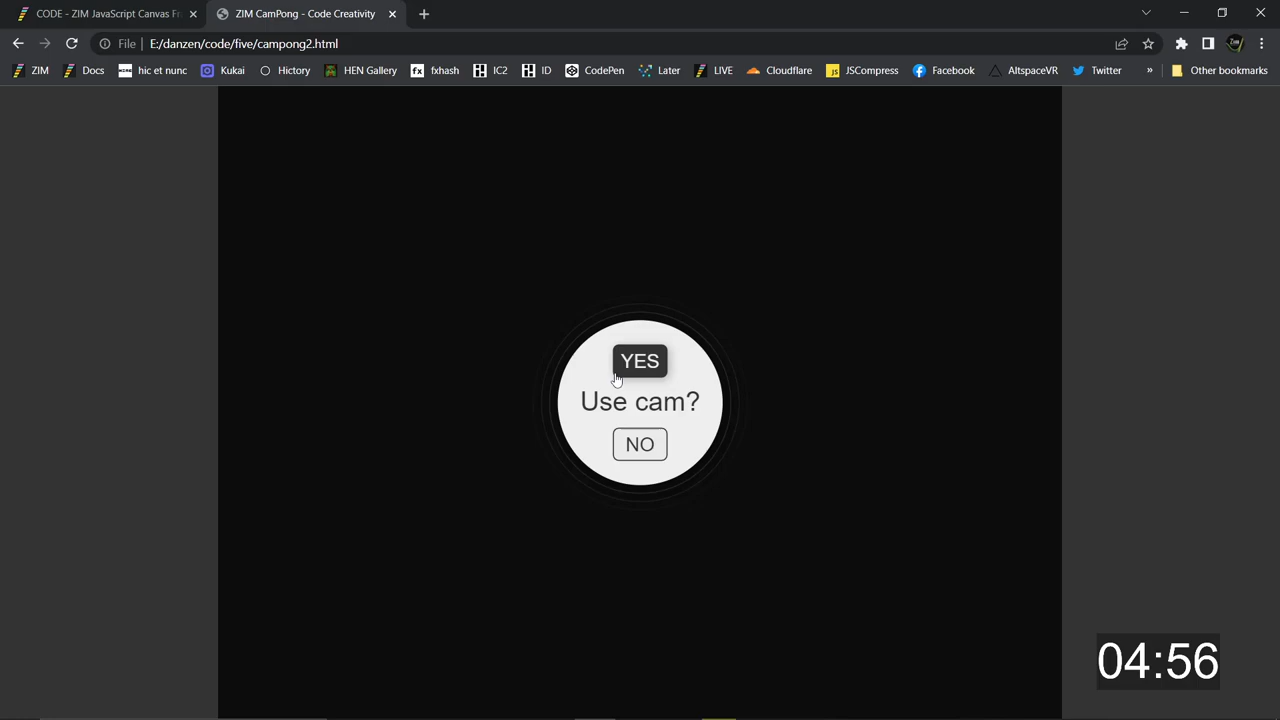 CODE - ZIM JavaScript Canvas Fr
ZIM CamPong - Code Creativity
File
E:/danzen/code/five/campong2.html
ZIM
Docs
hic et nunc
Kukai
Hictory
HEN Gallery
fxhash
IC2
ID
CodePen
Later
LIVE
Cloudflare
JSCompress
Facebook
AltspaceVR
Twitter
»
Other bookmarks
YES
Use cam?
NO
04:56